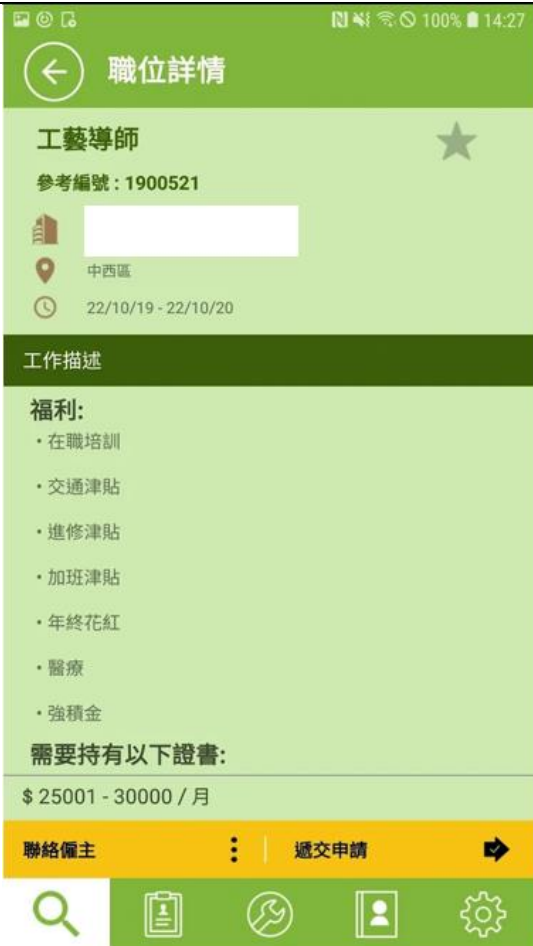 100% 14:27
職位詳情
工藝導師
參考編號 : 1900521
中西區
22/10/19 - 22/10/20
工作描述
福利:
• 在職培訓
• 交通津貼
• 進修津貼
• 加班津貼
• 年終花紅
• 醫療
• 強積金
需要持有以下證書:
$ 25001 - 30000 / 月
聯絡僱主 遞交申請